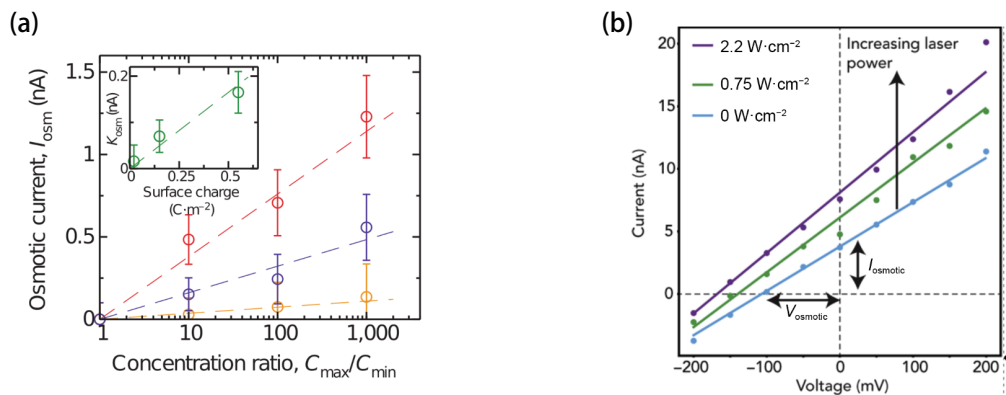 (a)
Osmotic current, I_osm (nA)
1.5
1
0.5
0
1
10
100
1,000
Concentration ratio, C_max/C_min
K_osm (nA)
0.2
0
0
0.25
0.5
Surface charge
(C·m⁻²)
(b)
Current (nA)
20
15
10
5
0
−200
−100
0
100
200
Voltage (mV)
2.2 W·cm⁻²
0.75 W·cm⁻²
0 W·cm⁻²
Increasing laser
power
I_osmotic
V_osmotic